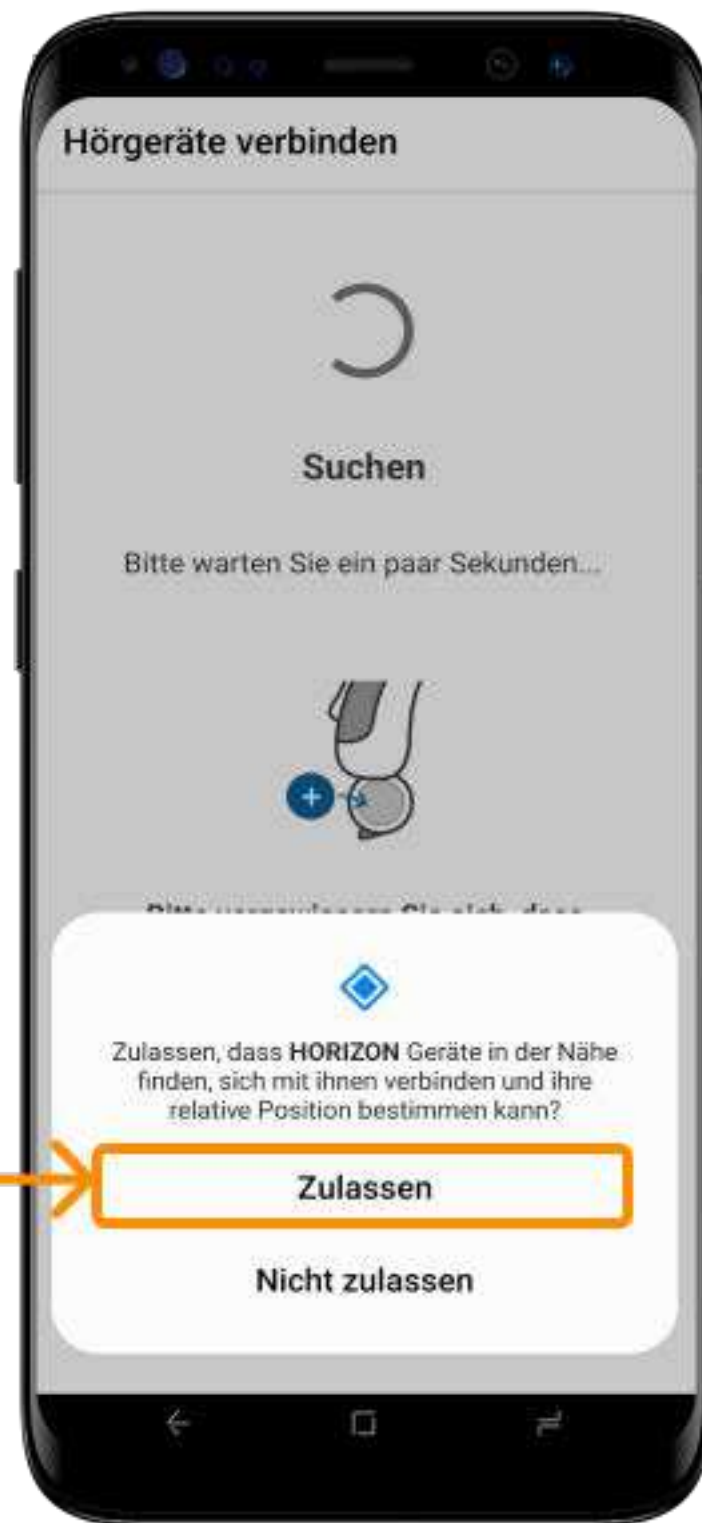 Hörgeräte verbinden
Suchen
Bitte warten Sie ein paar Sekunden...
Zulassen, dass HORIZON Geräte in der Nähe
finden, sich mit ihnen verbinden und ihre
relative Position bestimmen kann?
Zulassen
Nicht zulassen